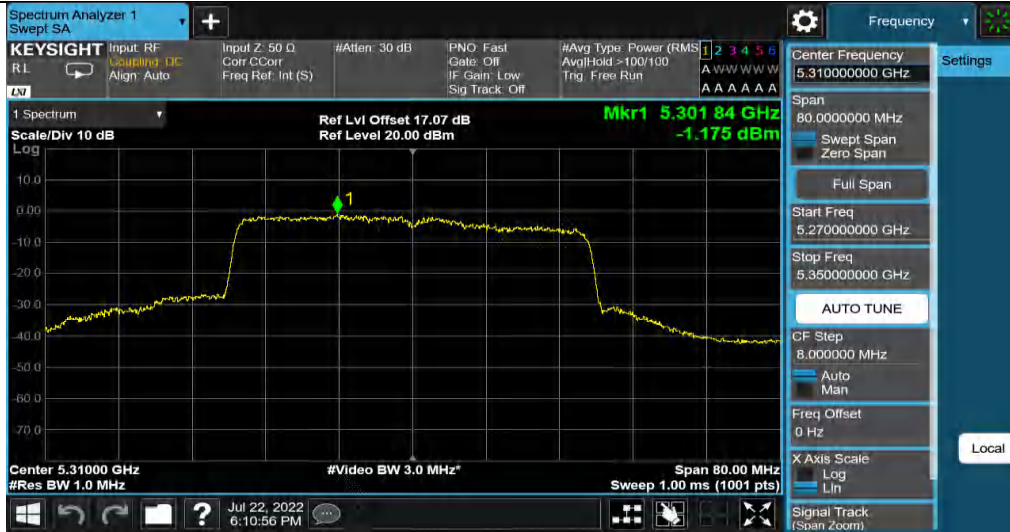 Spectrum Analyzer 1
Swept SA
+
Frequency
KEYSIGHT
RL
LXI
Input: RF
Coupling: DC
Align: Auto
Input Z: 50 Ω
Corr CCorr
Freq Ref: Int (S)
#Atten: 30 dB
PNO: Fast
Gate: Off
IF Gain: Low
Sig Track: Off
#Avg Type: Power (RMS
Avg|Hold >100/100
Trig: Free Run
1 2 3 4 5 6
A W W W W W
A A A A A A
Center Frequency
5.310000000 GHz
Settings
Span
80.0000000 MHz
Swept Span
Zero Span
Full Span
Start Freq
5.270000000 GHz
Stop Freq
5.350000000 GHz
AUTO TUNE
CF Step
8.000000 MHz
Auto
Man
Freq Offset
0 Hz
X Axis Scale
Log
Lin
Signal Track
(Span Zoom)
Local
1 Spectrum
Scale/Div 10 dB
Log
Ref Lvl Offset 17.07 dB
Ref Level 20.00 dBm
Mkr1 5.301 84 GHz
-1.175 dBm
10.0
0.00
-10.0
-20.0
-30.0
-40.0
-50.0
-60.0
-70.0
1
Center 5.31000 GHz
#Res BW 1.0 MHz
#Video BW 3.0 MHz*
Span 80.00 MHz
Sweep 1.00 ms (1001 pts)
?
Jul 22, 2022
6:10:56 PM